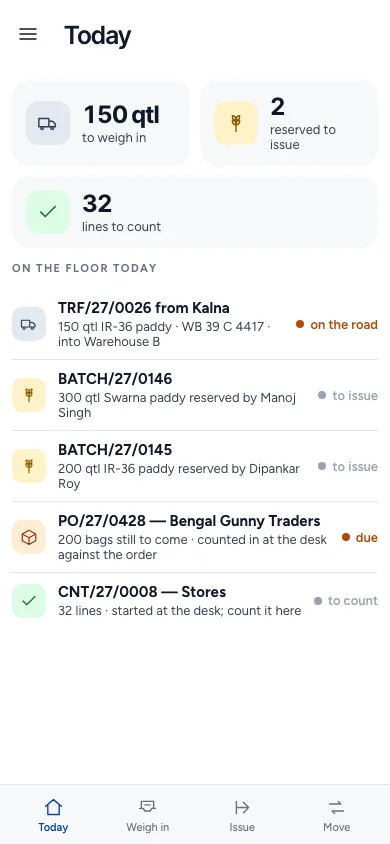 Today
150 qtl
to weigh in
2
reserved to
issue
32
lines to count
ON THE FLOOR TODAY
TRF/27/0026 from Kalna
150 qtl IR-36 paddy · WB 39 C 4417 ·
into Warehouse B
on the road
BATCH/27/0146
300 qtl Swarna paddy reserved by Manoj
Singh
to issue
BATCH/27/0145
200 qtl IR-36 paddy reserved by Dipankar
Roy
to issue
PO/27/0428 — Bengal Gunny Traders
200 bags still to come · counted in at the desk
against the order
due
CNT/27/0008 — Stores
32 lines · started at the desk; count it here
to count
Today
Weigh in
Issue
Move